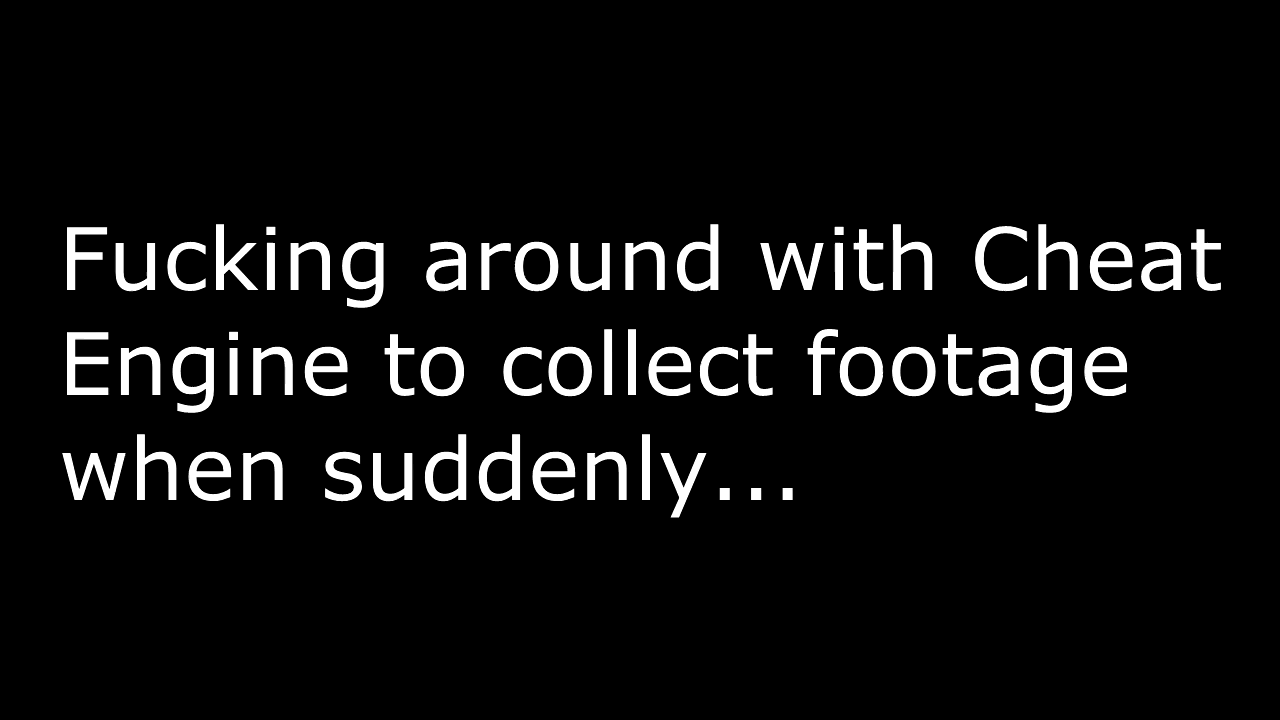 Fucking around with Cheat
Engine to collect footage
when suddenly...